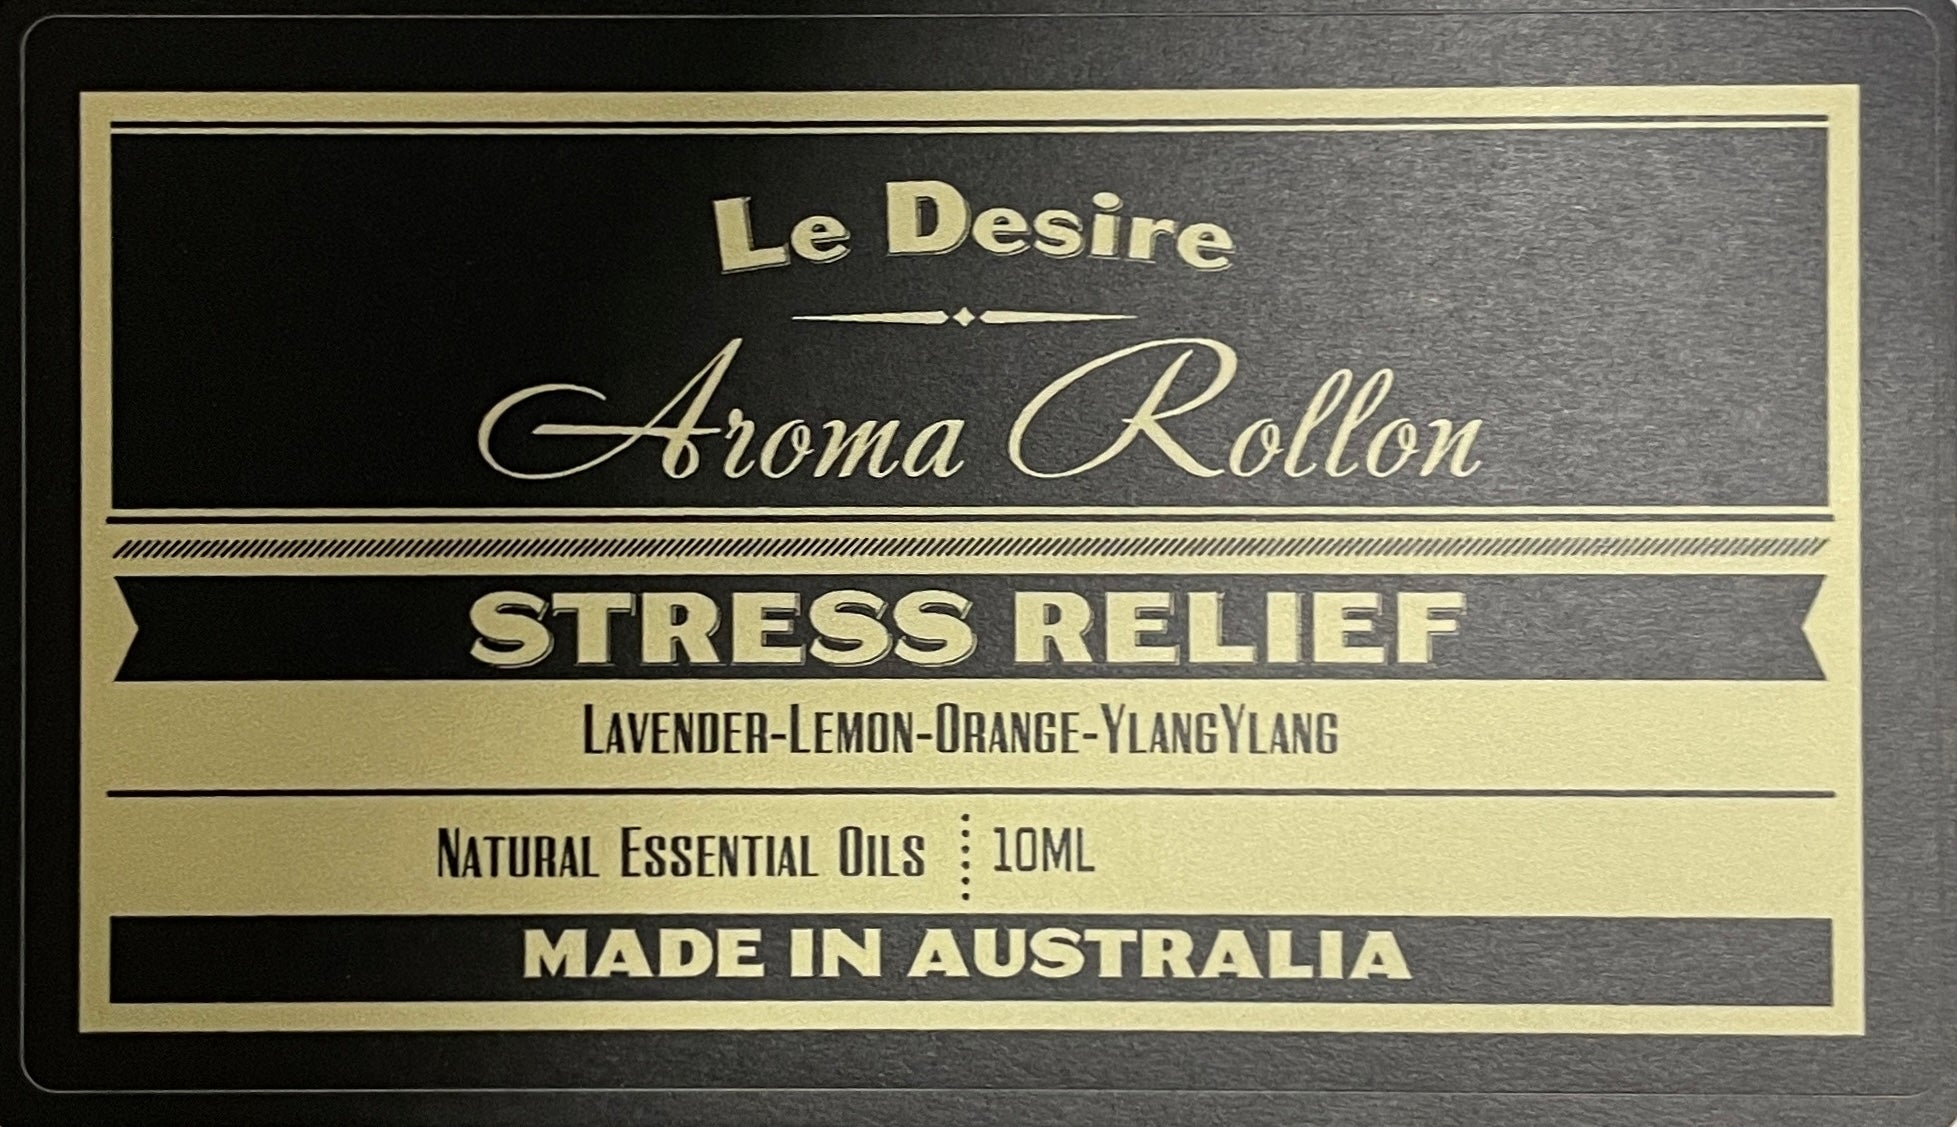 Le Desire
Aroma Rollon
STRESS RELIEF
LAVENDER-LEMON-ORANGE-YLANGYLANG
NATURAL ESSENTIAL OILS 10ML
MADE IN AUSTRALIA